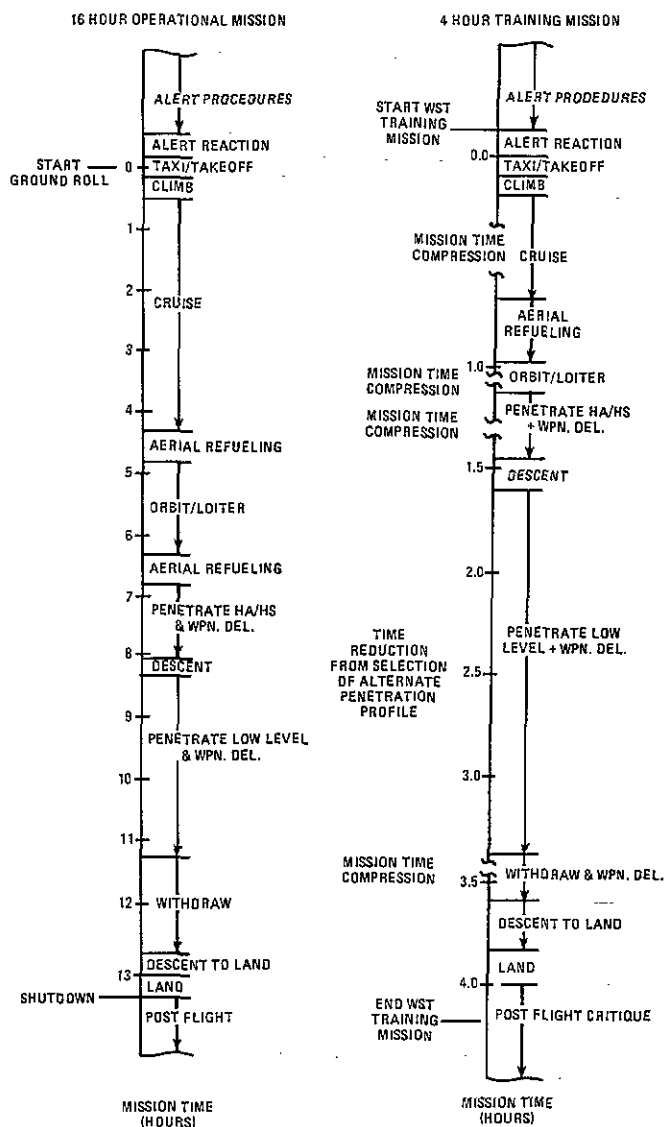 16 HOUR OPERATIONAL MISSION
ALERT PROCEDURES
ALERT REACTION
START
GROUND ROLL
0
TAXI/TAKEOFF
CLIMB
1
2
CRUISE
3
4
AERIAL REFUELING
5
ORBIT/LOITER
6
AERIAL REFUELING
7
PENETRATE HA/HS
& WPN. DEL.
8
DESCENT
9
PENETRATE LOW LEVEL
& WPN. DEL.
10
11
12
WITHDRAW
DESCENT TO LAND
13
LAND
SHUTDOWN
POST FLIGHT
MISSION TIME
(HOURS)
4 HOUR TRAINING MISSION
ALERT PRODEDURES
START WST
TRAINING
MISSION
ALERT REACTION
0.0
TAXI/TAKEOFF
CLIMB
MISSION TIME
COMPRESSION
CRUISE
AERIAL
REFUELING
1.0
MISSION TIME
COMPRESSION
ORBIT/LOITER
MISSION TIME
COMPRESSION
PENETRATE HA/HS
+ WPN. DEL.
1.5
DESCENT
2.0
TIME
REDUCTION
FROM SELECTION
OF ALTERNATE
PENETRATION
PROFILE
PENETRATE LOW
LEVEL + WPN. DEL.
2.5
3.0
MISSION TIME
COMPRESSION
WITHDRAW & WPN. DEL.
3.5
DESCENT TO LAND
LAND
4.0
END WST
TRAINING
MISSION
POST FLIGHT CRITIQUE
MISSION TIME
(HOURS)